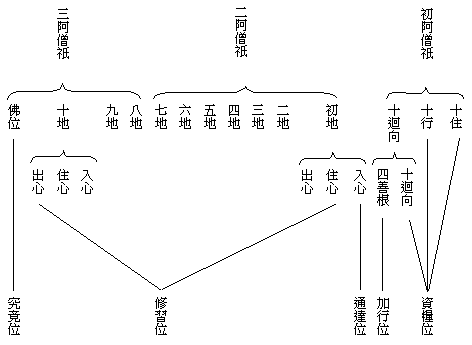 初阿僧祇
二阿僧祇
三阿僧祇
十住
十行
十迴向
初地
二地
三地
四地
五地
六地
七地
八地
九地
十地
佛位
十迴向
四善根
入心
住心
出心
入心
住心
出心
資糧位
加行位
通達位
修習位
究竟位